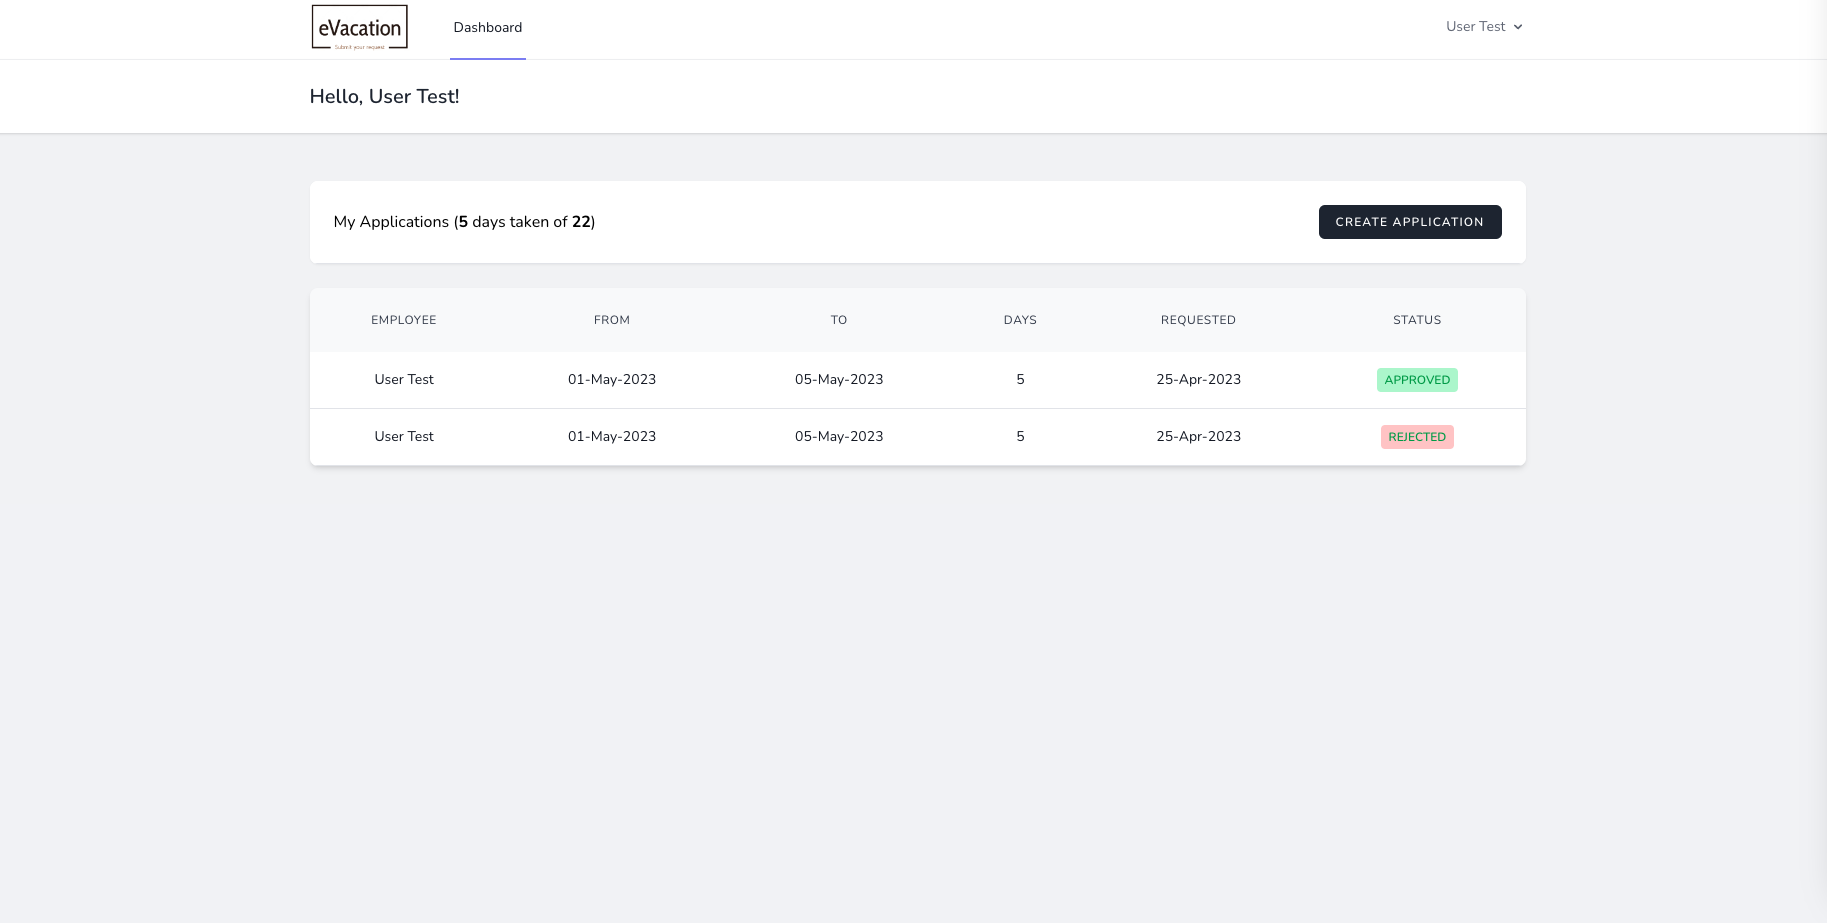 eVacation
Submit your request
Dashboard
User Test
Hello, User Test!
My Applications (5 days taken of 22)
CREATE APPLICATION
EMPLOYEE FROM TO DAYS REQUESTED STATUS
User Test 01-May-2023 05-May-2023 5 25-Apr-2023 APPROVED
User Test 01-May-2023 05-May-2023 5 25-Apr-2023 REJECTED